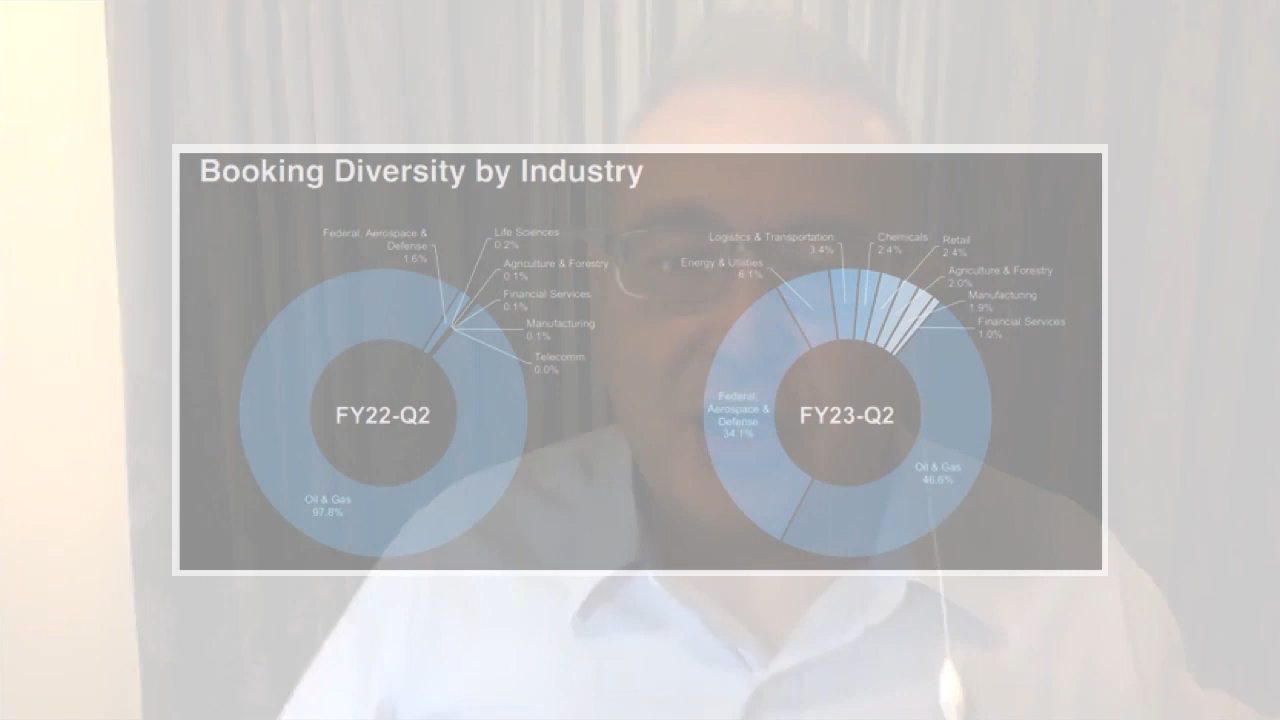 Booking Diversity by Industry
Federal, Aerospace &
Defense
1.6%
Life Sciences
0.2%
Agriculture & Forestry
0.1%
Financial Services
0.1%
Manufacturing
0.1%
Telecomm
0.0%
FY22-Q2
Oil & Gas
97.8%
Logistics & Transportation
3.4%
Energy & Utilities
6.1%
Chemicals
2.4%
Retail
2.4%
Agriculture & Forestry
2.0%
Manufacturing
1.9%
Financial Services
1.0%
Federal,
Aerospace &
Defense
34.1%
FY23-Q2
Oil & Gas
46.6%